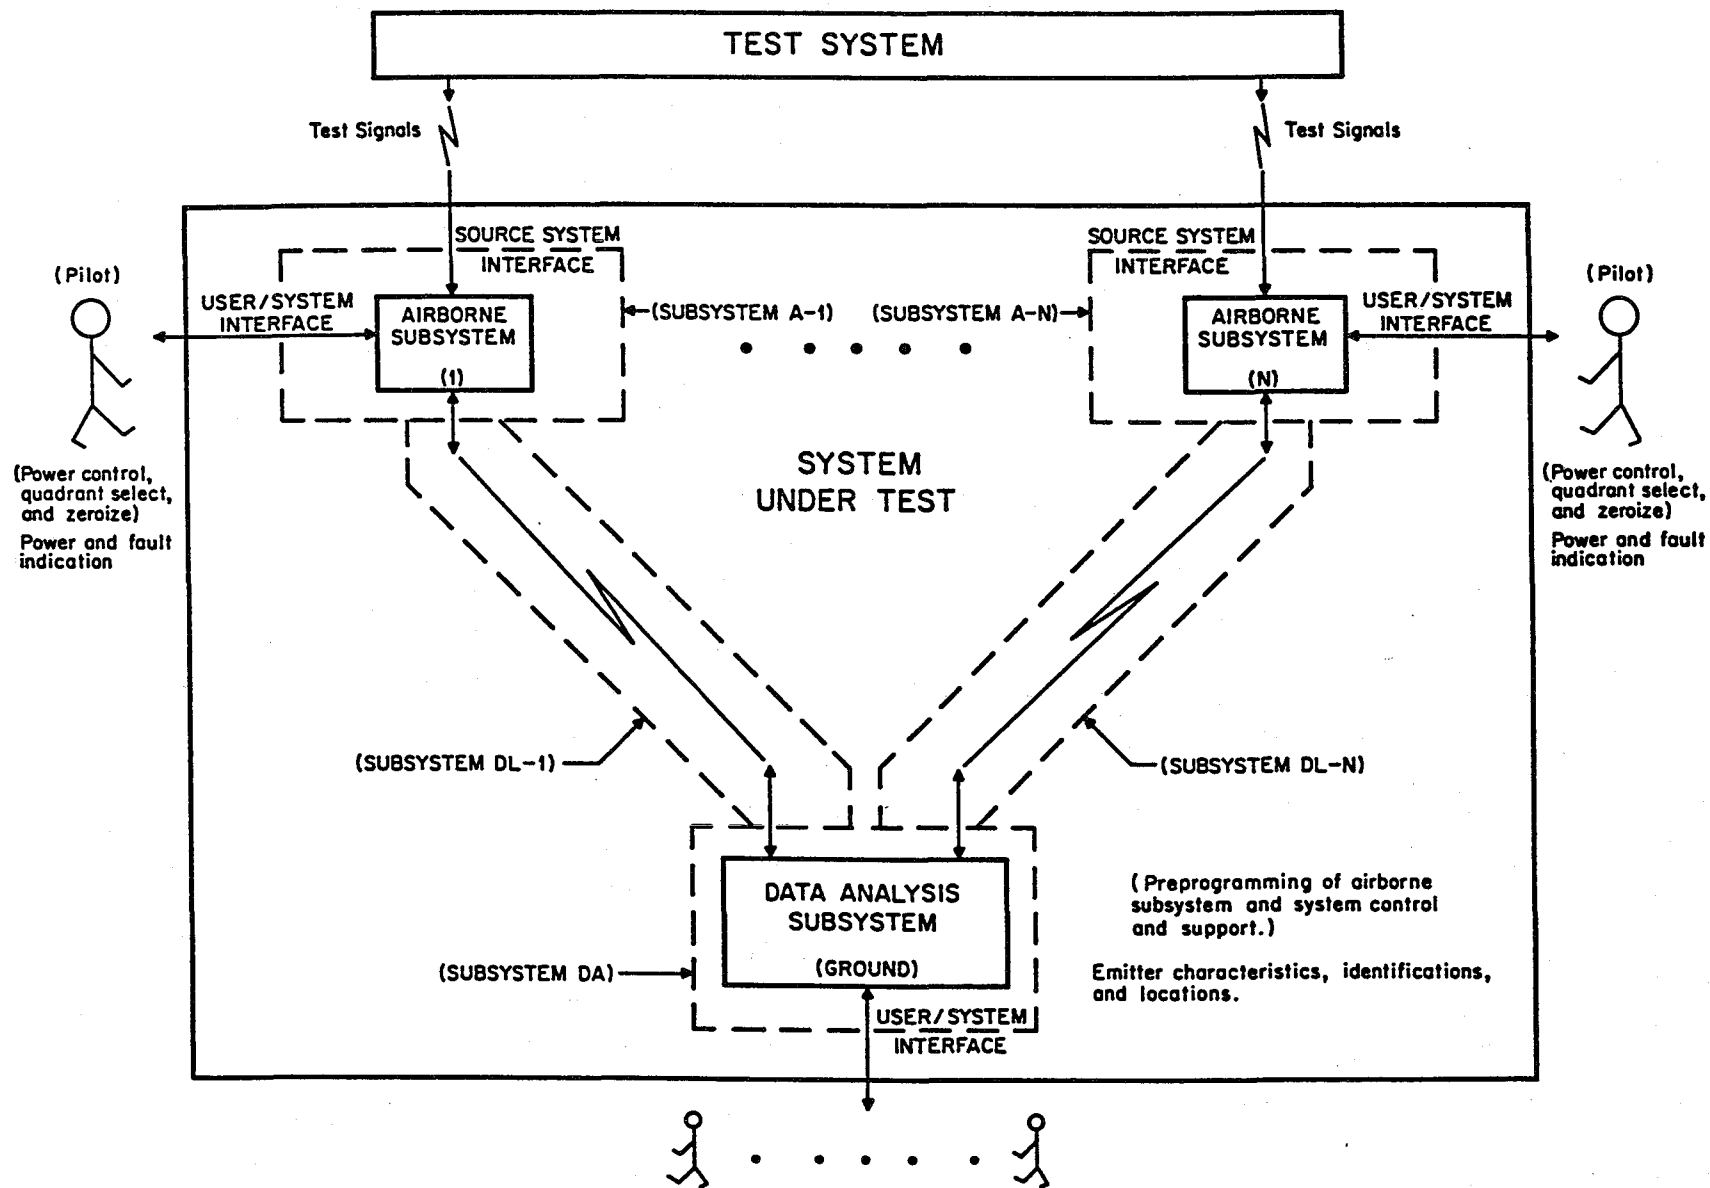 TEST SYSTEM
Test Signals
Test Signals
SOURCE SYSTEM
INTERFACE
SOURCE SYSTEM
INTERFACE
(Pilot)
(Pilot)
USER/SYSTEM
INTERFACE
AIRBORNE
SUBSYSTEM
(1)
(SUBSYSTEM A-1)
(SUBSYSTEM A-N)
AIRBORNE
SUBSYSTEM
(N)
USER/SYSTEM
INTERFACE
(Power control,
quadrant select,
and zeroize)
Power and fault
indication
SYSTEM
UNDER TEST
(Power control,
quadrant select,
and zeroize)
Power and fault
indication
(SUBSYSTEM DL-1)
(SUBSYSTEM DL-N)
DATA ANALYSIS
SUBSYSTEM
(GROUND)
(SUBSYSTEM DA)
(Preprogramming of airborne
subsystem and system control
and support.)
Emitter characteristics, identifications,
and locations.
USER/SYSTEM
INTERFACE